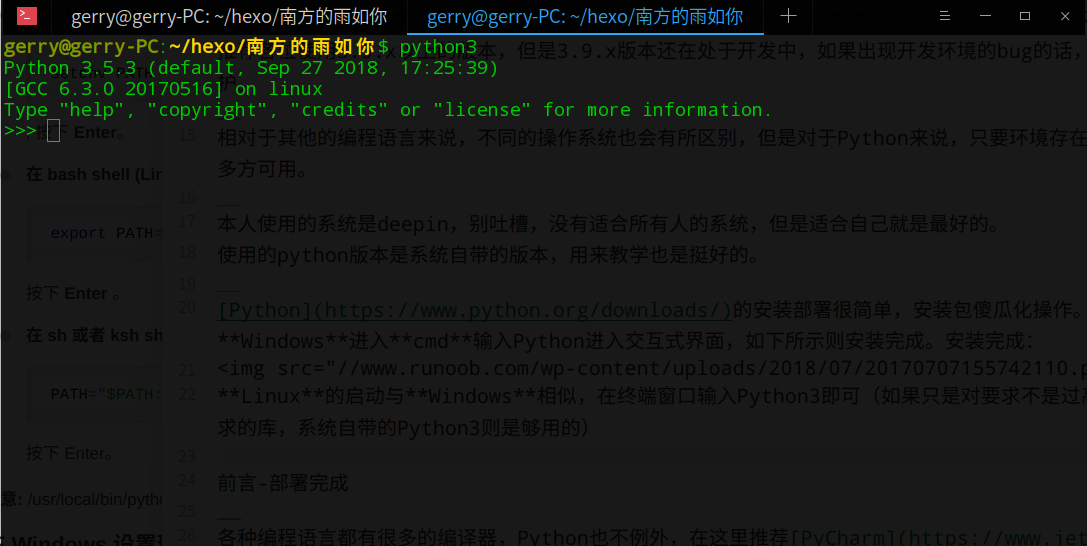 gerry@gerry-PC: ~/hexo/南方的雨如你
gerry@gerry-PC: ~/hexo/南方的雨如你
gerry@gerry-PC:~/hexo/南方的雨如你$ python3
Python 3.5.3 (default, Sep 27 2018, 17:25:39)
[GCC 6.3.0 20170516] on linux
Type "help", "copyright", "credits" or "license" for more information.
>>>
本，但是3.9.x版本还在处于开发中，如果出现开发环境的bug的话，
按下 Enter。
15 相对于其他的编程语言来说，不同的操作系统也会有所区别，但是对于Python来说，只要环境存在
多方可用。
在 bash shell (Lin
16 ___
17 本人使用的系统是deepin，别吐槽，没有适合所有人的系统，但是适合自己就是最好的。
export PATH=
18 使用的python版本是系统自带的版本，用来教学也是挺好的。
按下 Enter 。
19 ___
20 [Python](https://www.python.org/downloads/)的安装部署很简单，安装包傻瓜化操作。
在 sh 或者 ksh sh
**Windows**进入**cmd**输入Python进入交互式界面，如下所示则安装完成。安装完成：
21 <img src="//www.runoob.com/wp-content/uploads/2018/07/20170707155742110.p
PATH="$PATH:
22 **Linux**的启动与**Windows**相似，在终端窗口输入Python3即可（如果只是对要求不是过高
求的库，系统自带的Python3则是够用的）
按下 Enter。
23
24 前言-部署完成
意: /usr/local/bin/pytho
25 ___
26 各种编程语言都有很多的编译器，Python也不例外，在这里推荐[PyCharm](https://www.jet
Windows 设置